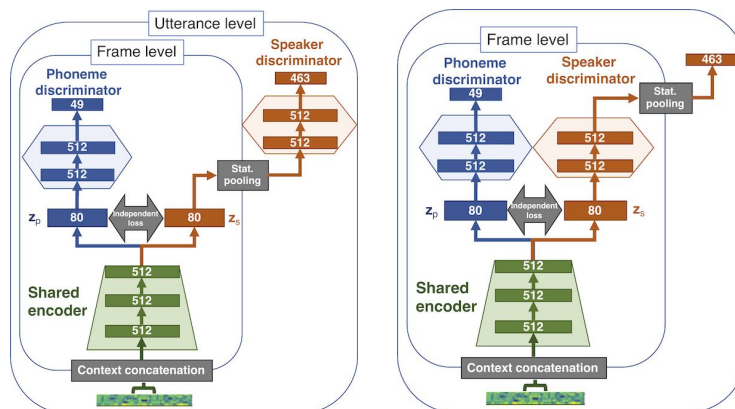 Utterance level
Frame level
Phoneme
discriminator
49
512
512
Speaker
discriminator
463
512
512
Stat.
pooling
zp
80
Independent
loss
80
zs
Shared
encoder
512
512
512
Context concatenation
Frame level
Phoneme
discriminator
49
512
512
Speaker
discriminator
512
512
Stat.
pooling
463
zp
80
Independent
loss
80
zs
Shared
encoder
512
512
512
Context concatenation